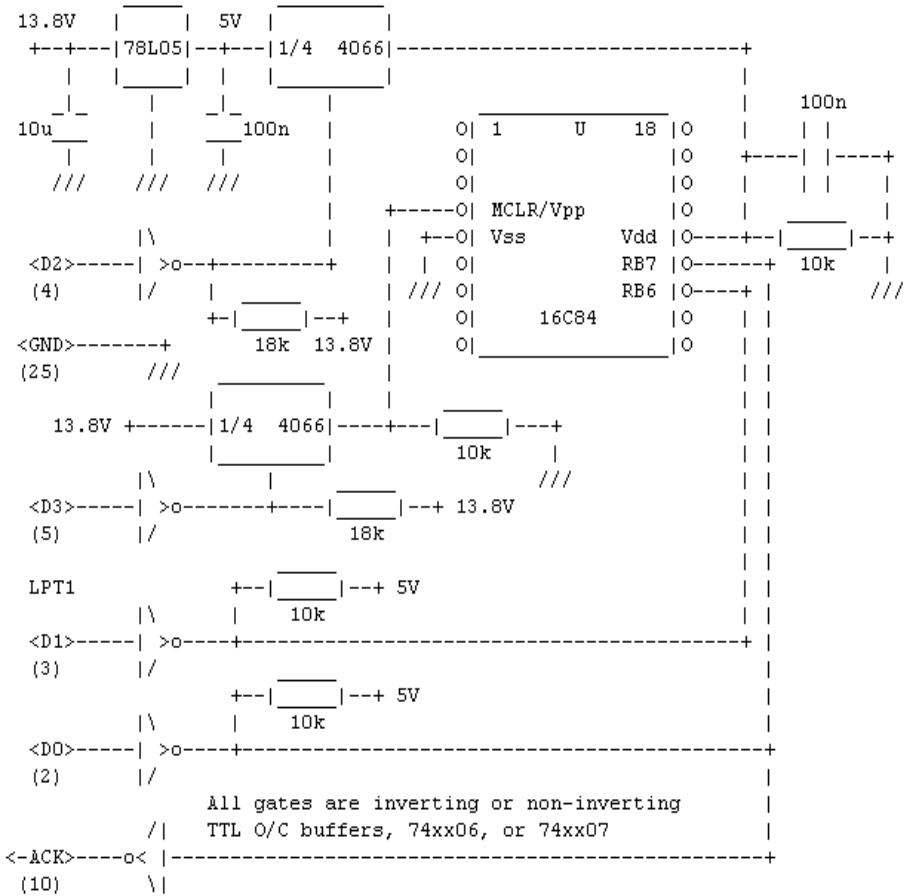 13.8V 5V
78L05 1/4 4066
100n
10u 100n 1 U 18
MCLR/Vpp
Vss Vdd
<D2> RB7 10k
(4) RB6
16C84
<GND> 18k 13.8V
(25)
13.8V 1/4 4066
10k
<D3> 13.8V
(5) 18k
LPT1 5V
10k
<D1>
(3)
5V
10k
<D0>
(2)
All gates are inverting or non-inverting
TTL O/C buffers, 74xx06, or 74xx07
<-ACK>
(10)